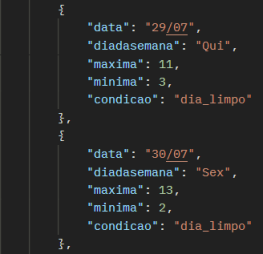 {
"data": "29/07",
"diadasemana": "Qui",
"maxima": 11,
"minima": 3,
"condicao": "dia_limpo"
},
{
"data": "30/07",
"diadasemana": "Sex",
"maxima": 13,
"minima": 2,
"condicao": "dia_limpo"
},